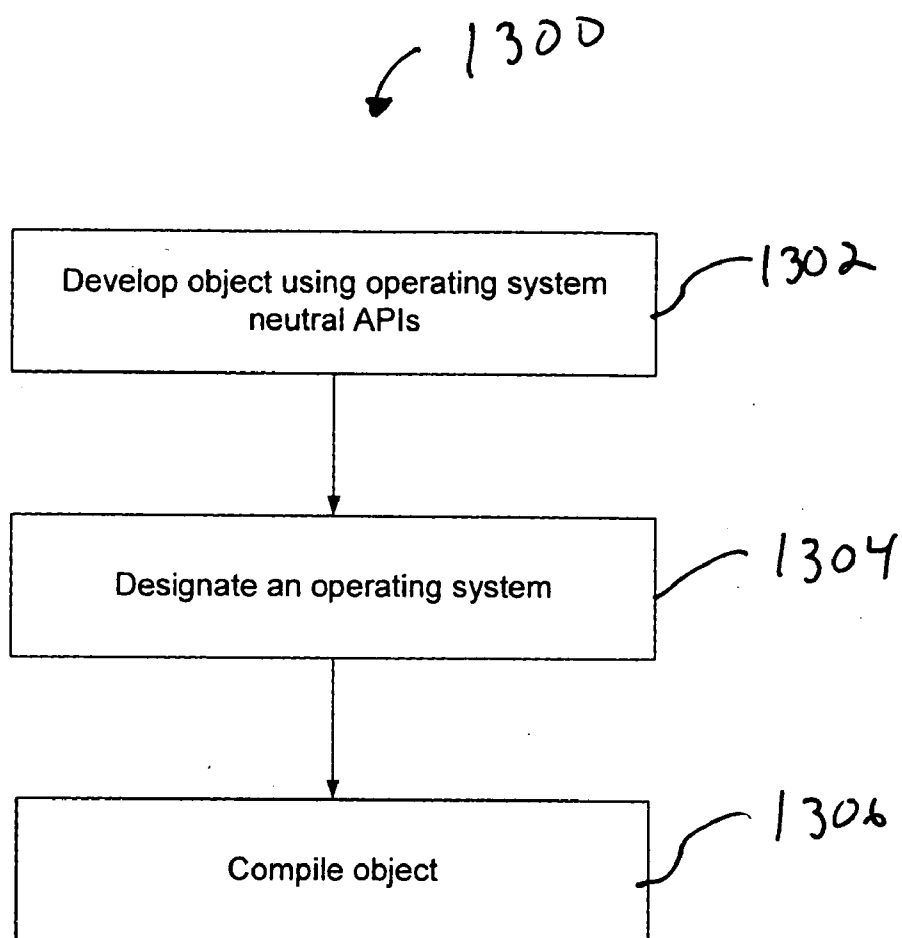 1300
Develop object using operating system
neutral APIs
1302
Designate an operating system
1304
Compile object
1306